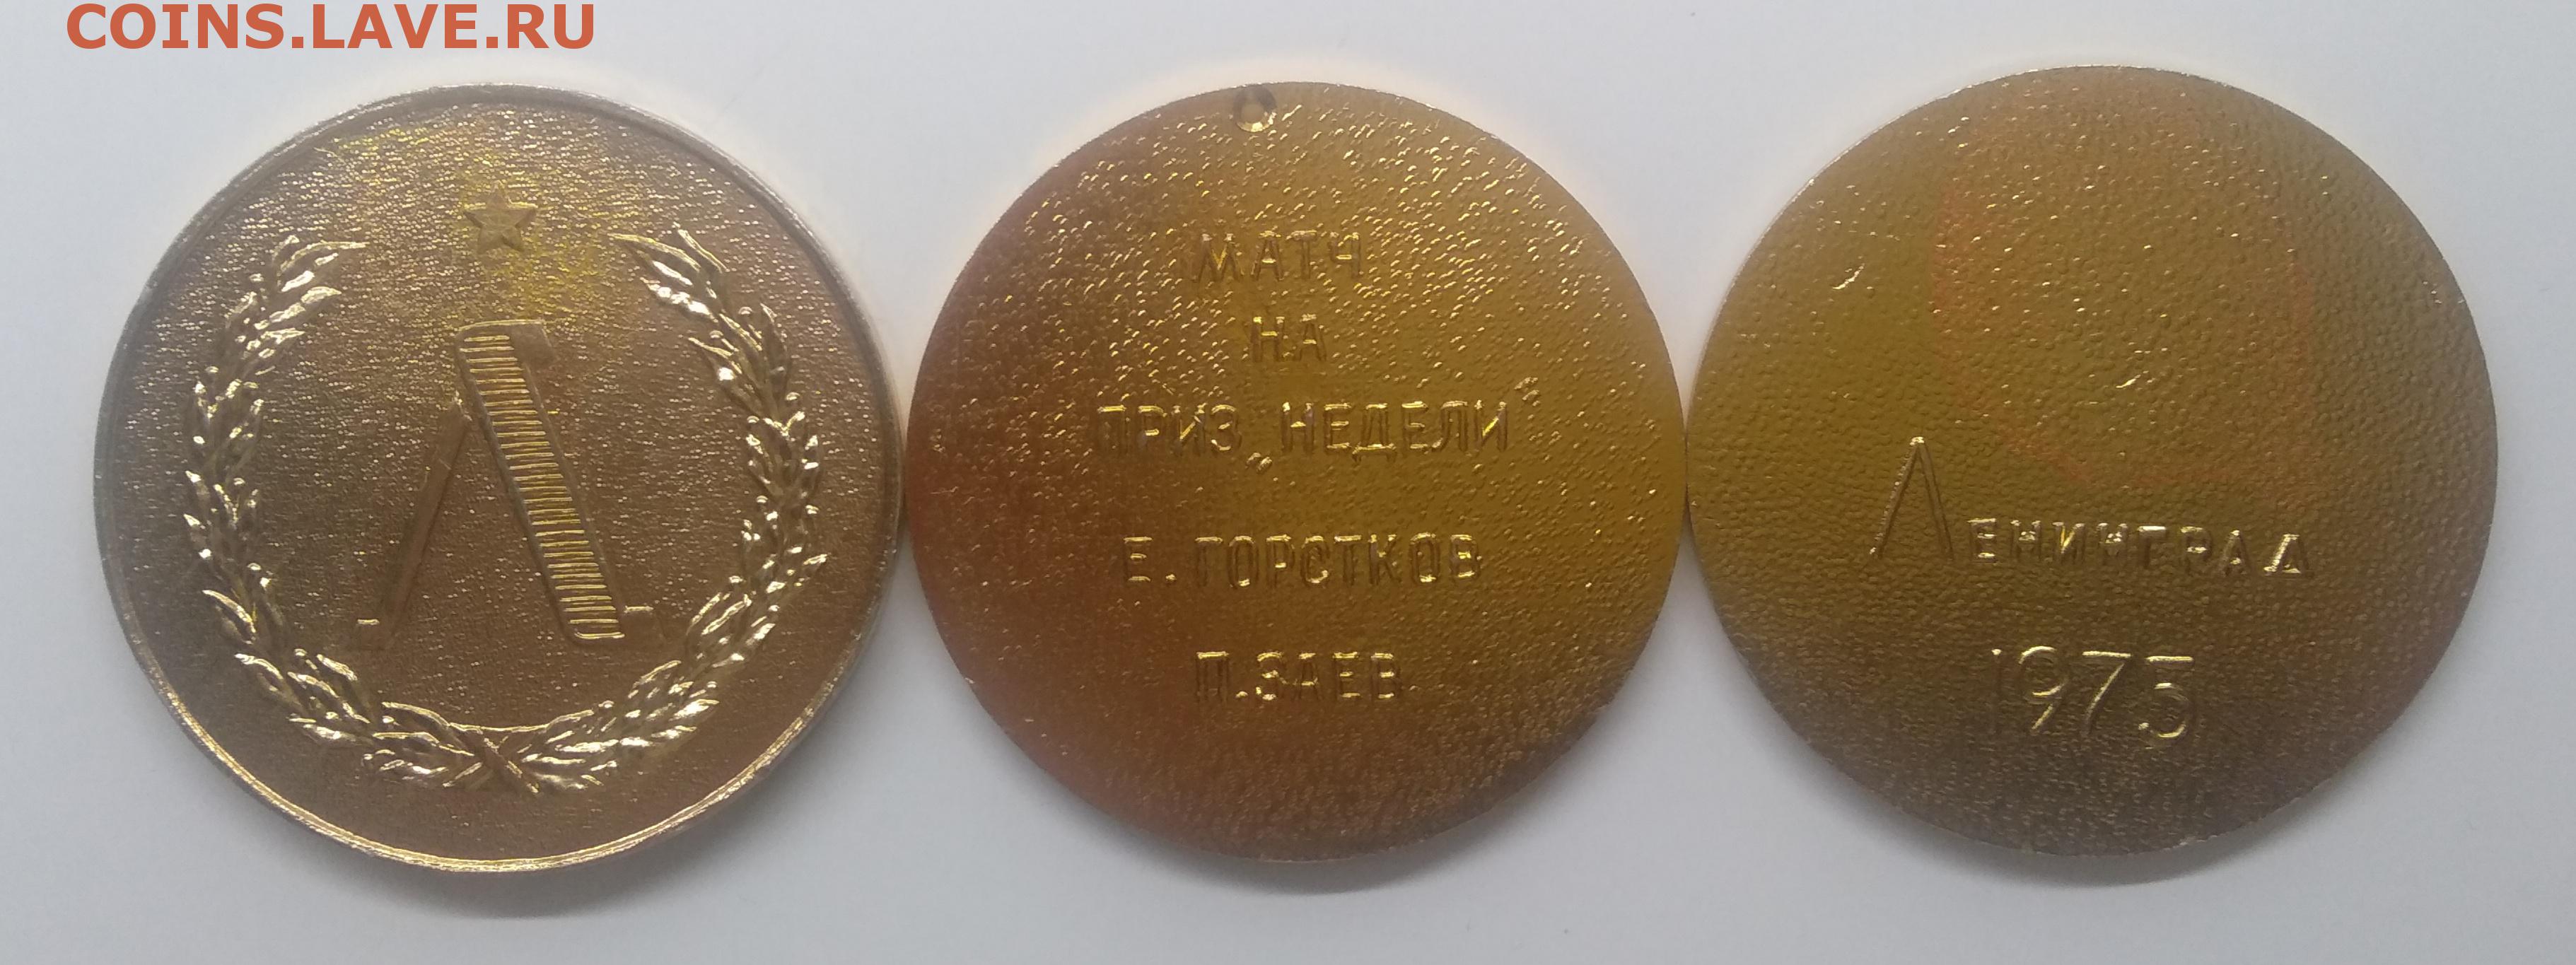 COINS.LAVE.RU
Л
МАТЧ
НА
ПРИЗ „НЕДЕЛИ“
Е. ГОРСТКОВ
П. ЗАЕВ
ЛЕНИНГРАД
1975